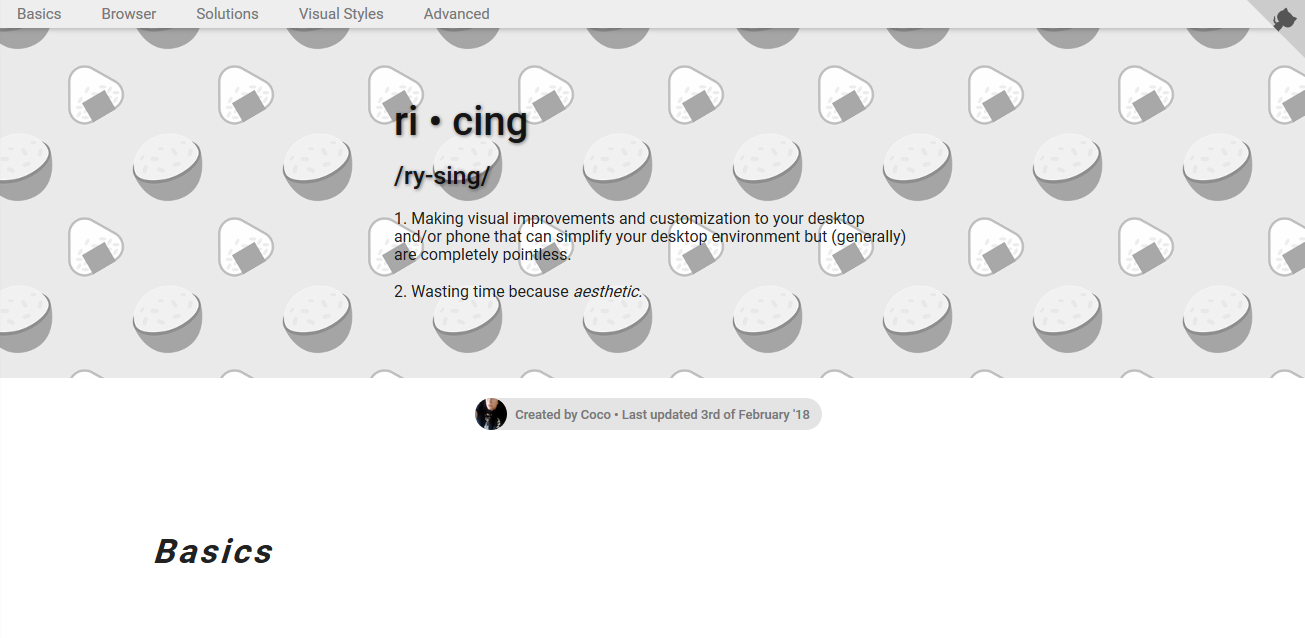 Basics Browser Solutions Visual Styles Advanced
ri • cing
/ry-sing/
1. Making visual improvements and customization to your desktop
and/or phone that can simplify your desktop environment but (generally)
are completely pointless.
2. Wasting time because aesthetic.
Created by Coco • Last updated 3rd of February '18
Basics